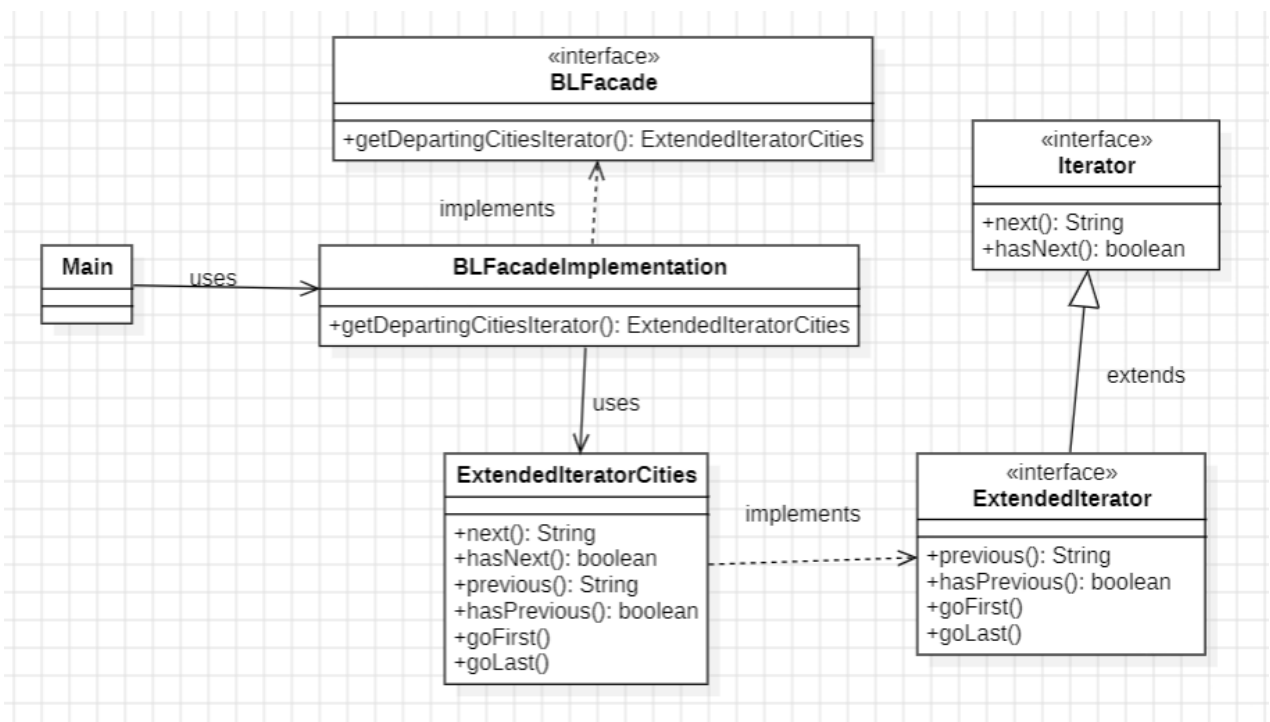 «interface»
BLFacade
+getDepartingCitiesIterator(): ExtendedIteratorCities
«interface»
Iterator
+next(): String
+hasNext(): boolean
implements
Main
uses
BLFacadeImplementation
+getDepartingCitiesIterator(): ExtendedIteratorCities
extends
uses
ExtendedIteratorCities
+next(): String
+hasNext(): boolean
+previous(): String
+hasPrevious(): boolean
+goFirst()
+goLast()
implements
«interface»
ExtendedIterator
+previous(): String
+hasPrevious(): boolean
+goFirst()
+goLast()